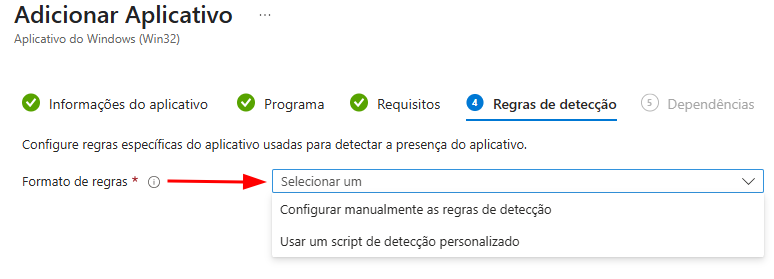 Adicionar Aplicativo ...
Aplicativo do Windows (Win32)
Informações do aplicativo Programa Requisitos 4 Regras de detecção 5 Dependências
Configure regras específicas do aplicativo usadas para detectar a presença do aplicativo.
Formato de regras * Selecionar um
Configurar manualmente as regras de detecção
Usar um script de detecção personalizado